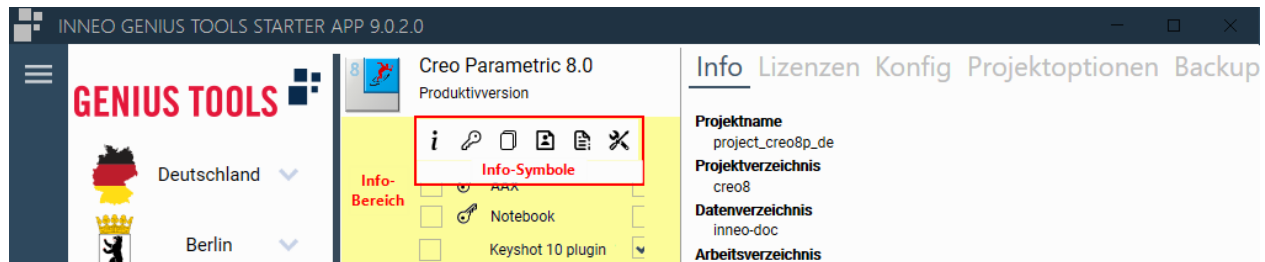 INNEO GENIUS TOOLS STARTER APP 9.0.2.0
GENIUS TOOLS
Deutschland
Berlin
8
Creo Parametric 8.0
Produktivversion
Info-Symbole
Info-
Bereich
AAX
Notebook
Keyshot 10 plugin
Info Lizenzen Konfig Projektoptionen Backup
Projektname
project_creo8p_de
Projektverzeichnis
creo8
Datenverzeichnis
inneo-doc
Arbeitsverzeichnis